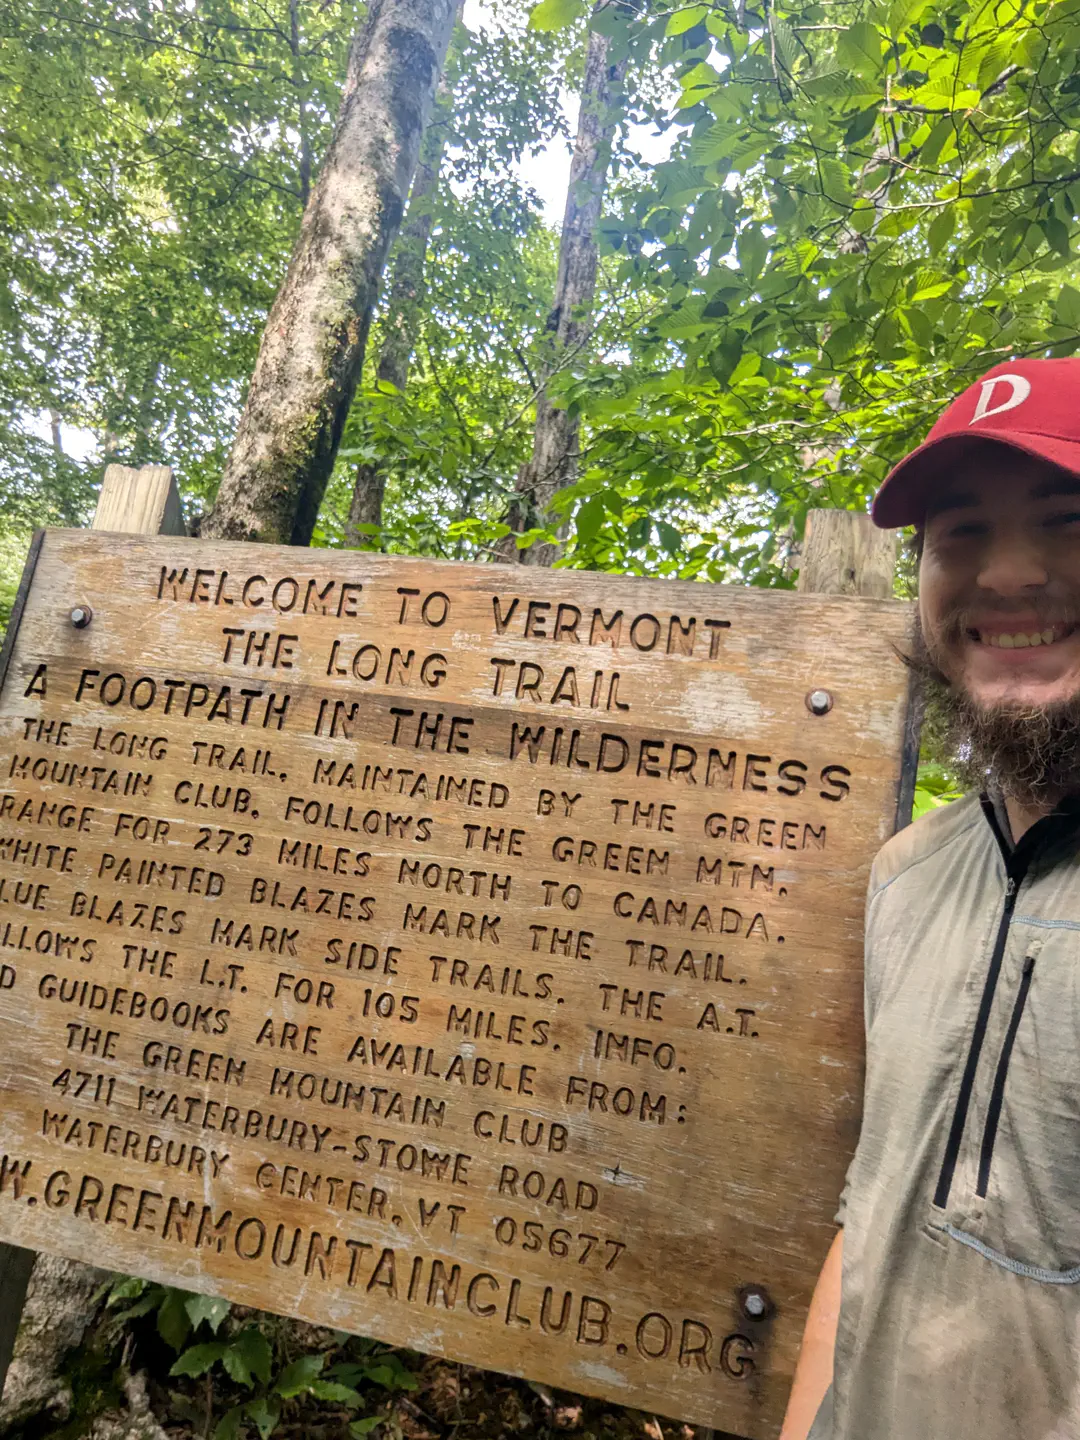 WELCOME TO VERMONT
THE LONG TRAIL
A FOOTPATH IN THE WILDERNESS
THE LONG TRAIL, MAINTAINED BY THE GREEN
MOUNTAIN CLUB, FOLLOWS THE GREEN MTN.
RANGE FOR 273 MILES NORTH TO CANADA.
WHITE PAINTED BLAZES MARK THE TRAIL.
LUE BLAZES MARK SIDE TRAILS. THE A.T.
LLOWS THE L.T. FOR 105 MILES. INFO.
D GUIDEBOOKS ARE AVAILABLE FROM:
THE GREEN MOUNTAIN CLUB
4711 WATERBURY-STOWE ROAD
WATERBURY CENTER, VT 05677
W.GREENMOUNTAINCLUB.ORG
D